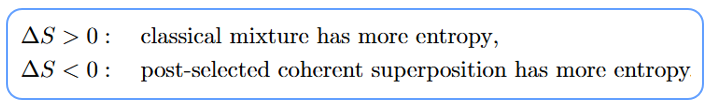 ΔS > 0 : classical mixture has more entropy,
ΔS < 0 : post-selected coherent superposition has more entropy